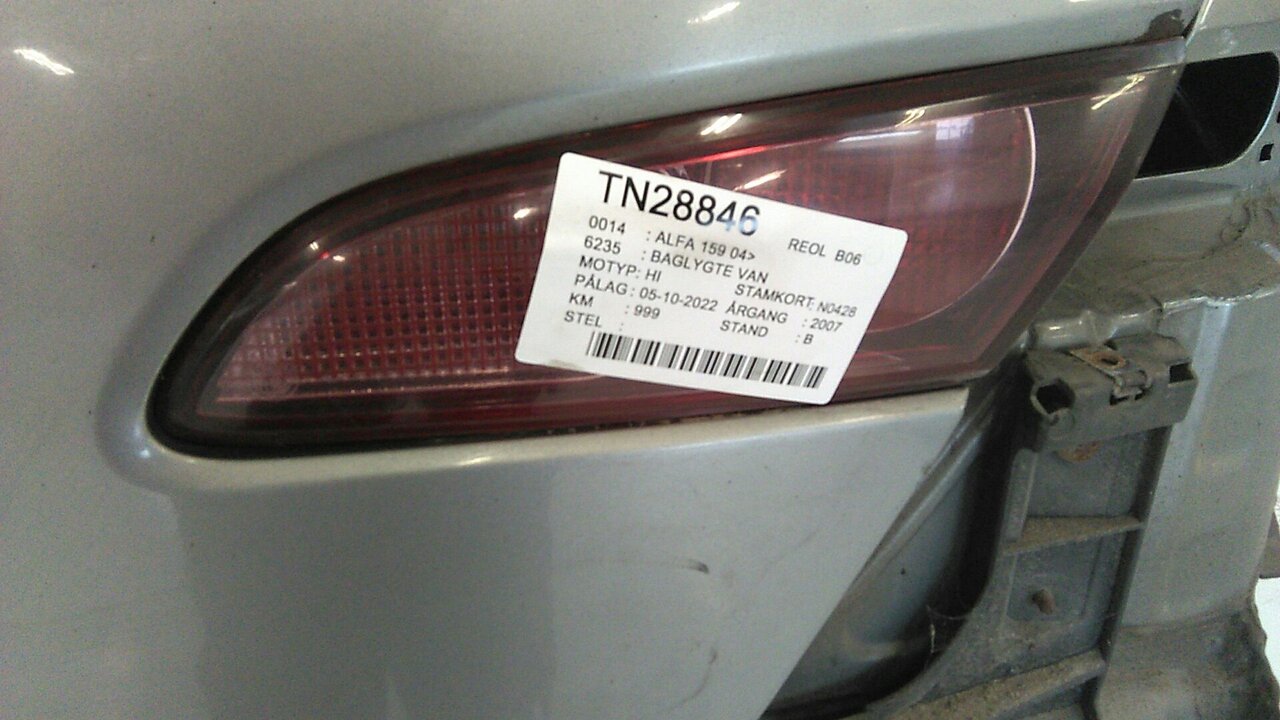 TN28846
REOL B06
0014 : ALFA 159 04>
6235 : BAGLYGTE VAN
MOTYP: HI STAMKORT: N0428
PÅLAG : 05-10-2022 ÅRGANG : 2007
KM : 999 STAND : B
STEL :